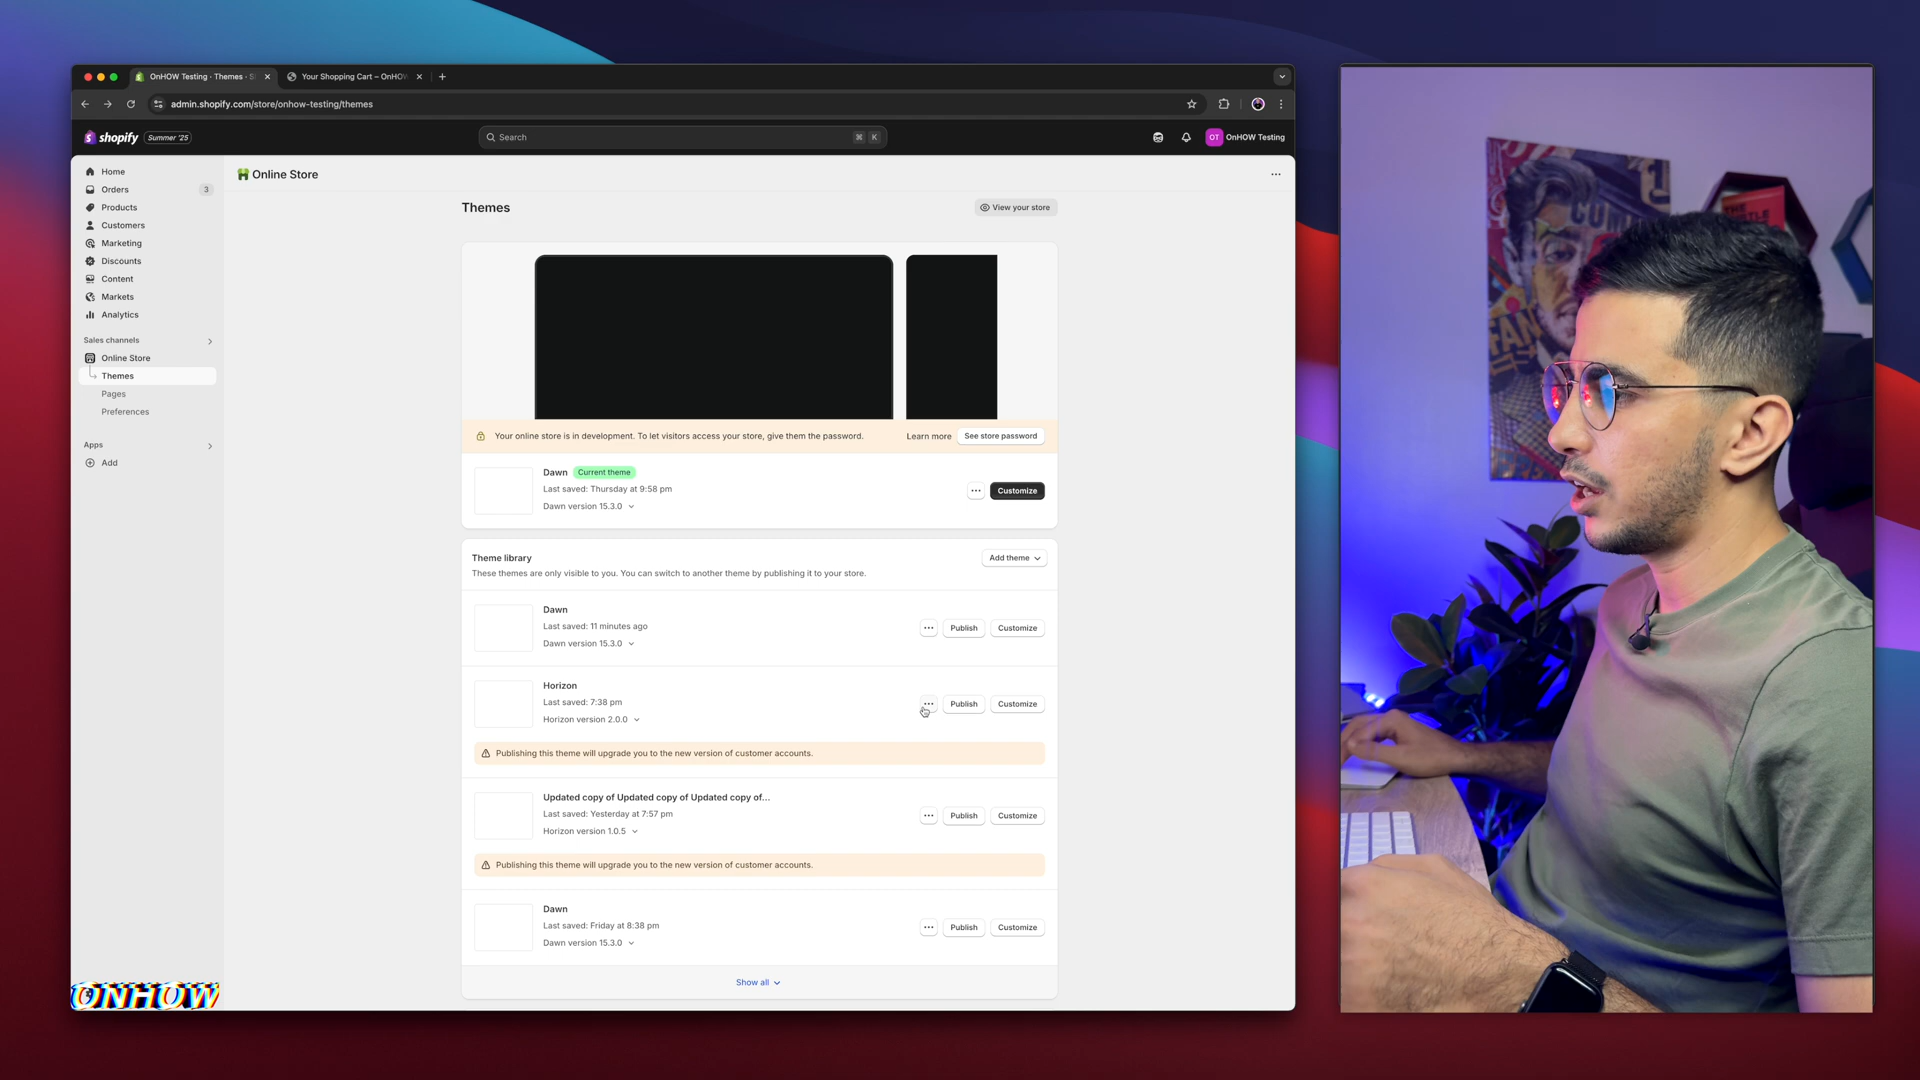 OnHOW Testing · Themes · S
Your Shopping Cart – OnHO
admin.shopify.com/store/onhow-testing/themes
shopify
Summer '25
Search
⌘ K
OT
OnHOW Testing
Home
Orders
3
Products
Customers
Marketing
Discounts
Content
Markets
Analytics
Sales channels
Online Store
Themes
Pages
Preferences
Apps
Add
Online Store
Themes
View your store
Your online store is in development. To let visitors access your store, give them the password.
Learn more
See store password
Dawn
Current theme
Last saved: Thursday at 9:58 pm
Dawn version 15.3.0
Customize
Theme library
Add theme
These themes are only visible to you. You can switch to another theme by publishing it to your store.
Dawn
Last saved: 11 minutes ago
Dawn version 15.3.0
Publish
Customize
Horizon
Last saved: 7:38 pm
Horizon version 2.0.0
Publish
Customize
Publishing this theme will upgrade you to the new version of customer accounts.
Updated copy of Updated copy of Updated copy of...
Last saved: Yesterday at 7:57 pm
Horizon version 1.0.5
Publish
Customize
Publishing this theme will upgrade you to the new version of customer accounts.
Dawn
Last saved: Friday at 8:38 pm
Dawn version 15.3.0
Publish
Customize
Show all
ONHOW